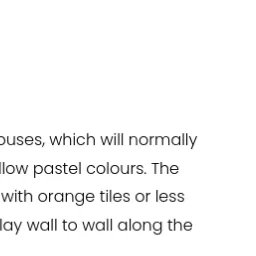 ouses, which will normally
llow pastel colours. The
with orange tiles or less
lay wall to wall along the